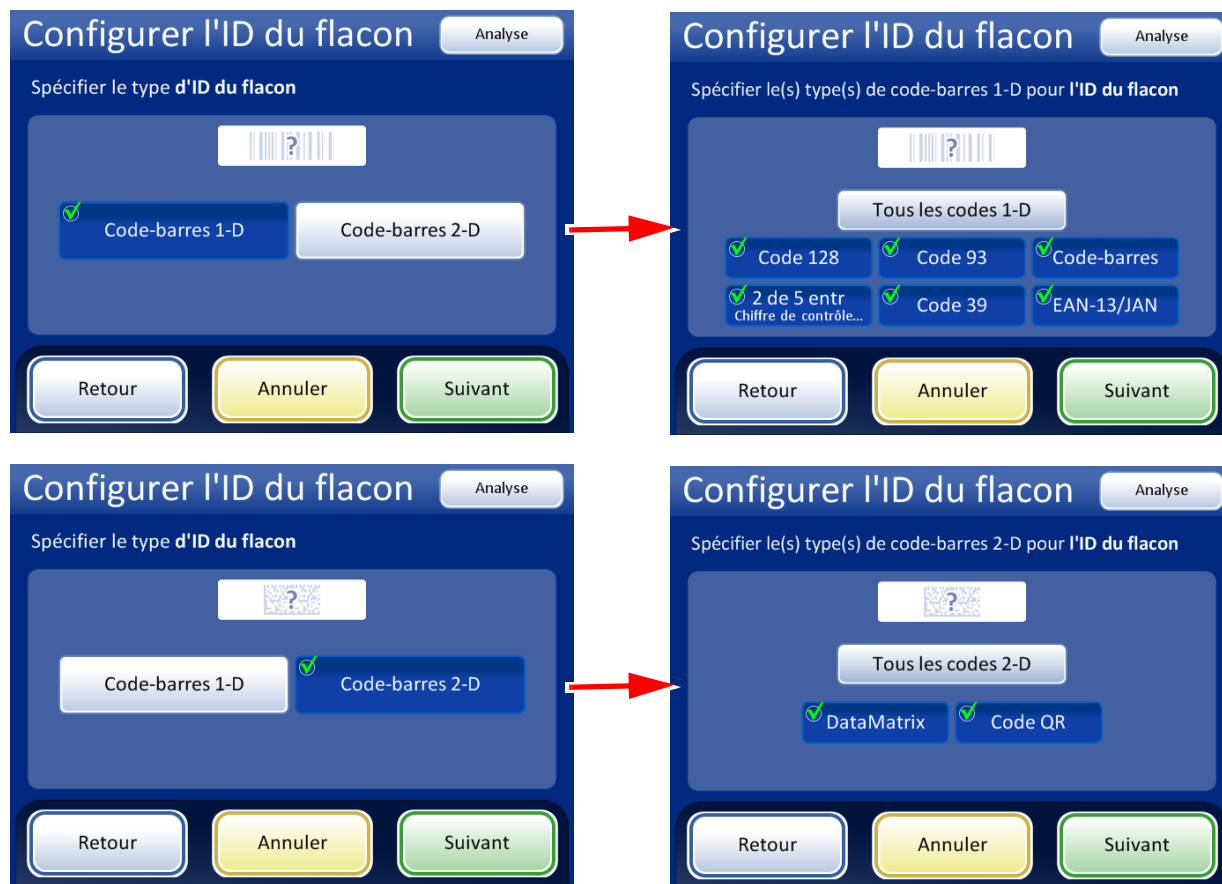 Configurer l'ID du flacon
Analyse
Spécifier le type d'ID du flacon
?
Code-barres 1-D
Code-barres 2-D
Retour
Annuler
Suivant
Configurer l'ID du flacon
Analyse
Spécifier le(s) type(s) de code-barres 1-D pour l'ID du flacon
?
Tous les codes 1-D
Code 128
Code 93
Code-barres
2 de 5 entr
Chiffre de contrôle...
Code 39
EAN-13/JAN
Retour
Annuler
Suivant
Configurer l'ID du flacon
Analyse
Spécifier le type d'ID du flacon
?
Code-barres 1-D
Code-barres 2-D
Retour
Annuler
Suivant
Configurer l'ID du flacon
Analyse
Spécifier le(s) type(s) de code-barres 2-D pour l'ID du flacon
?
Tous les codes 2-D
DataMatrix
Code QR
Retour
Annuler
Suivant